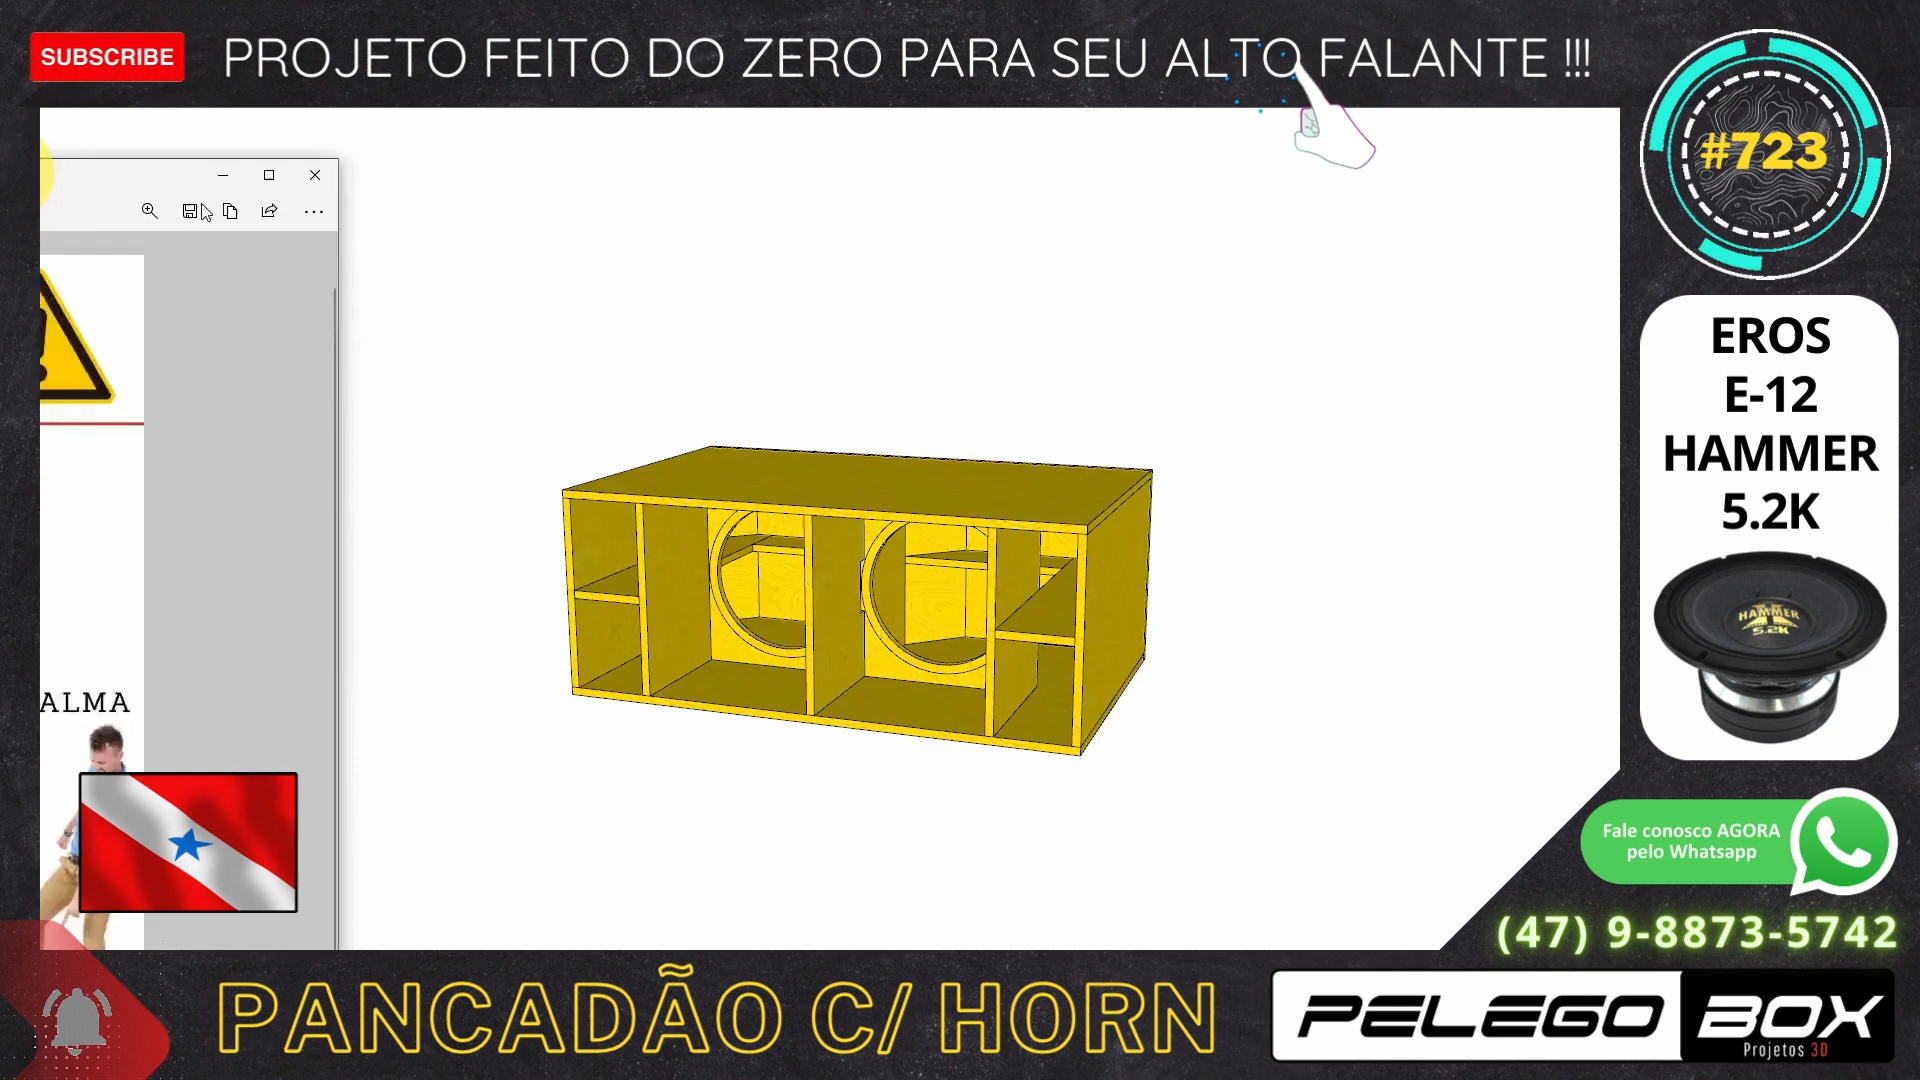 SUBSCRIBE
PROJETO FEITO DO ZERO PARA SEU ALTO FALANTE !!!
#723
EROS
E-12
HAMMER
5.2K
HAMMER
5.2K
ALMA
Fale conosco AGORA
pelo Whatsapp
(47) 9-8873-5742
PANCADÃO C/ HORN
PELEGO BOX
Projetos 3D